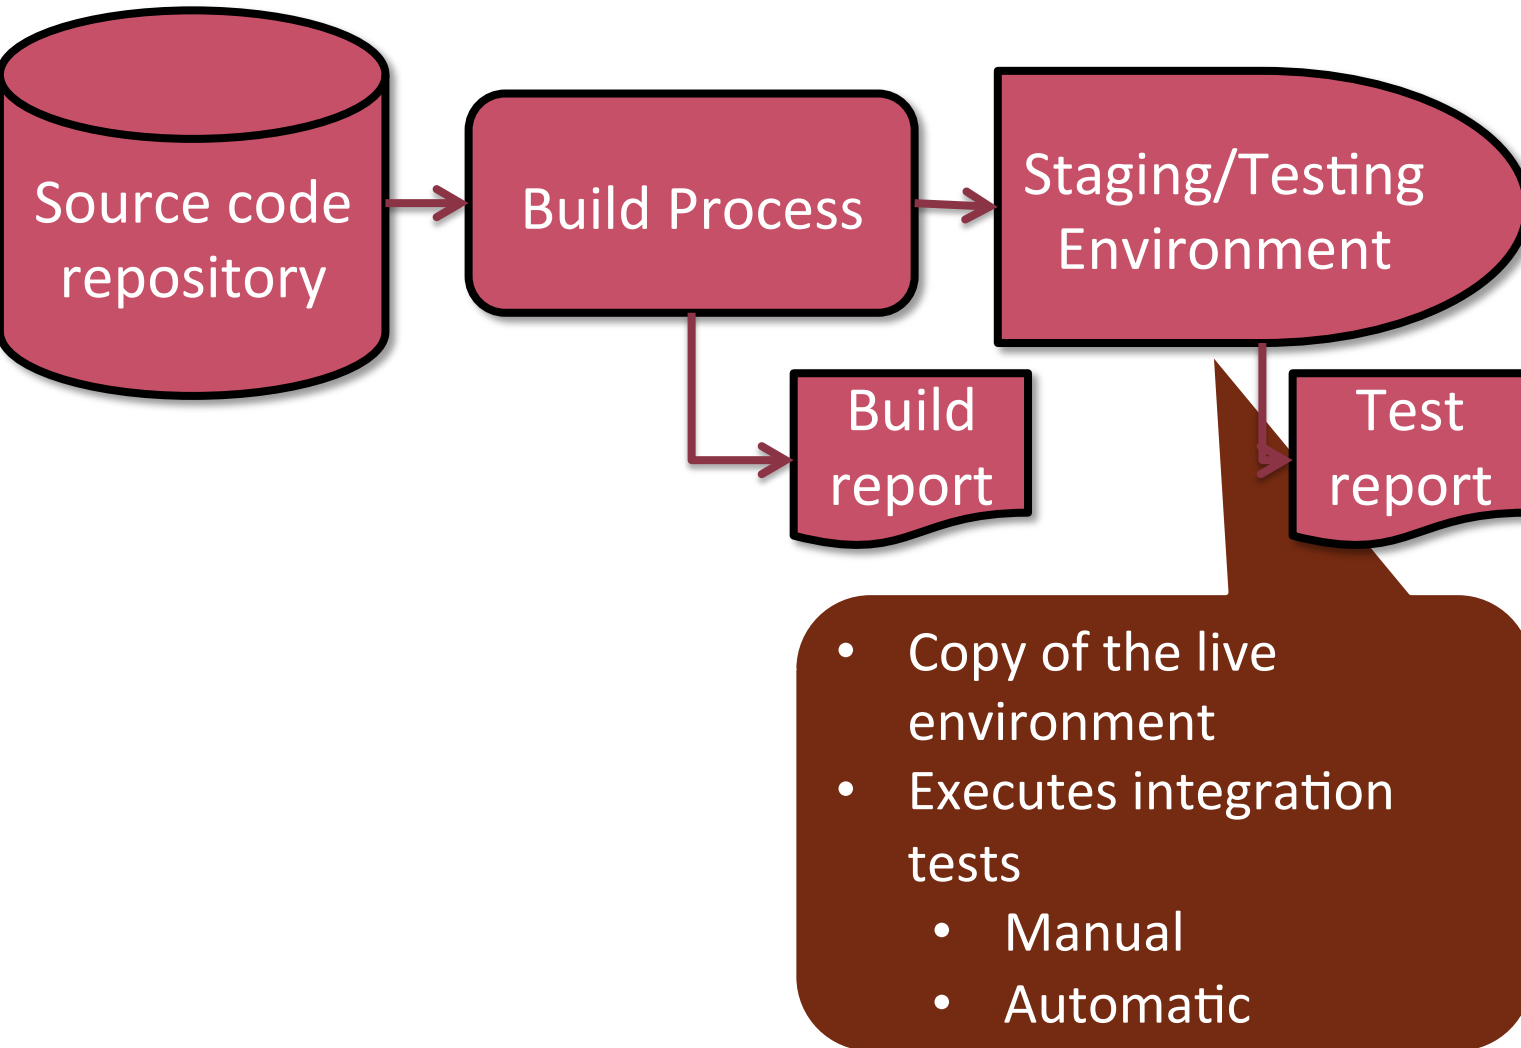 Source code
repository
Build Process
Staging/Testing
Environment
Build
report
Test
report
• Copy of the live
environment
• Executes integration
tests
• Manual
• Automatic